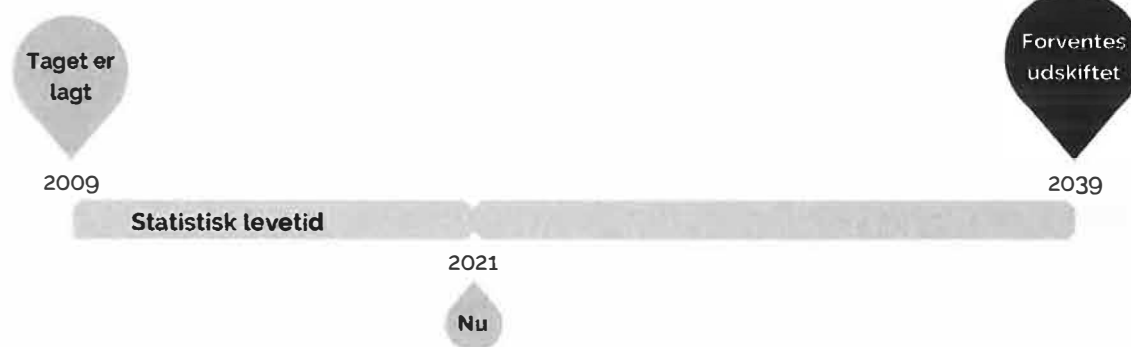 Taget er
lagt
Forventes
udskiftet
2009
2039
Statistisk levetid
2021
Nu